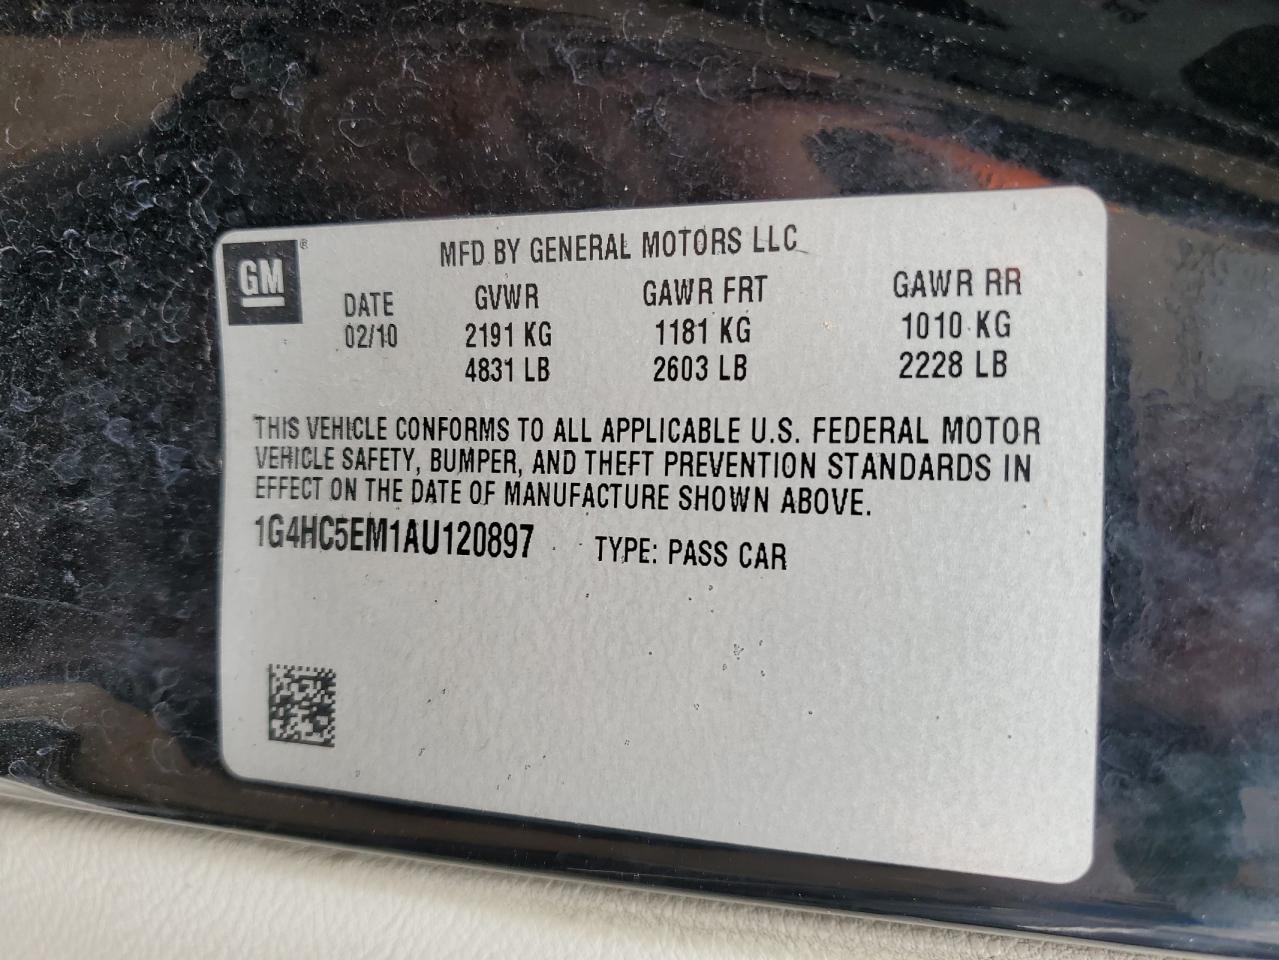 MFD BY GENERAL MOTORS LLC
GM ®
DATE GVWR GAWR FRT GAWR RR
02/10 2191 KG 1181 KG 1010 KG
4831 LB 2603 LB 2228 LB
THIS VEHICLE CONFORMS TO ALL APPLICABLE U.S. FEDERAL MOTOR
VEHICLE SAFETY, BUMPER, AND THEFT PREVENTION STANDARDS IN
EFFECT ON THE DATE OF MANUFACTURE SHOWN ABOVE.
1G4HC5EM1AU120897 TYPE: PASS CAR